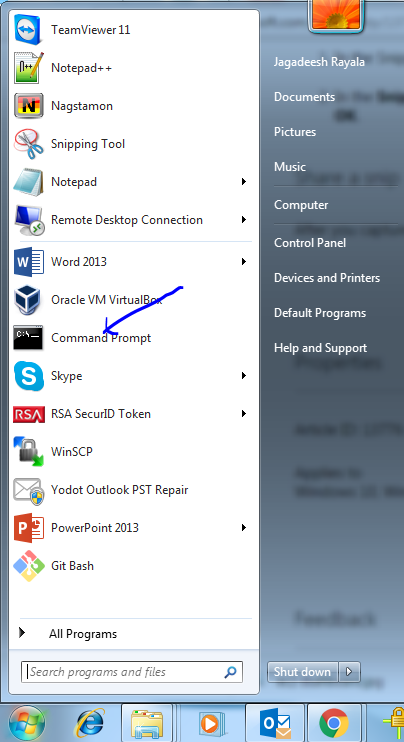 TeamViewer 11
Notepad++
Nagstamon
Snipping Tool
Notepad
Remote Desktop Connection
Word 2013
Oracle VM VirtualBox
Command Prompt
Skype
RSA SecurID Token
WinSCP
Yodot Outlook PST Repair
PowerPoint 2013
Git Bash
All Programs
Search programs and files
Jagadeesh Rayala
Documents
Pictures
Music
Computer
Control Panel
Devices and Printers
Default Programs
Help and Support
Shut down